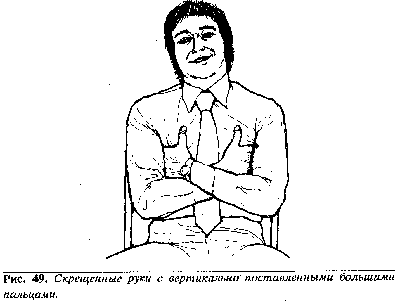 Рис. 49. Скрещенные руки с вертикально поставленными большими
пальцами.